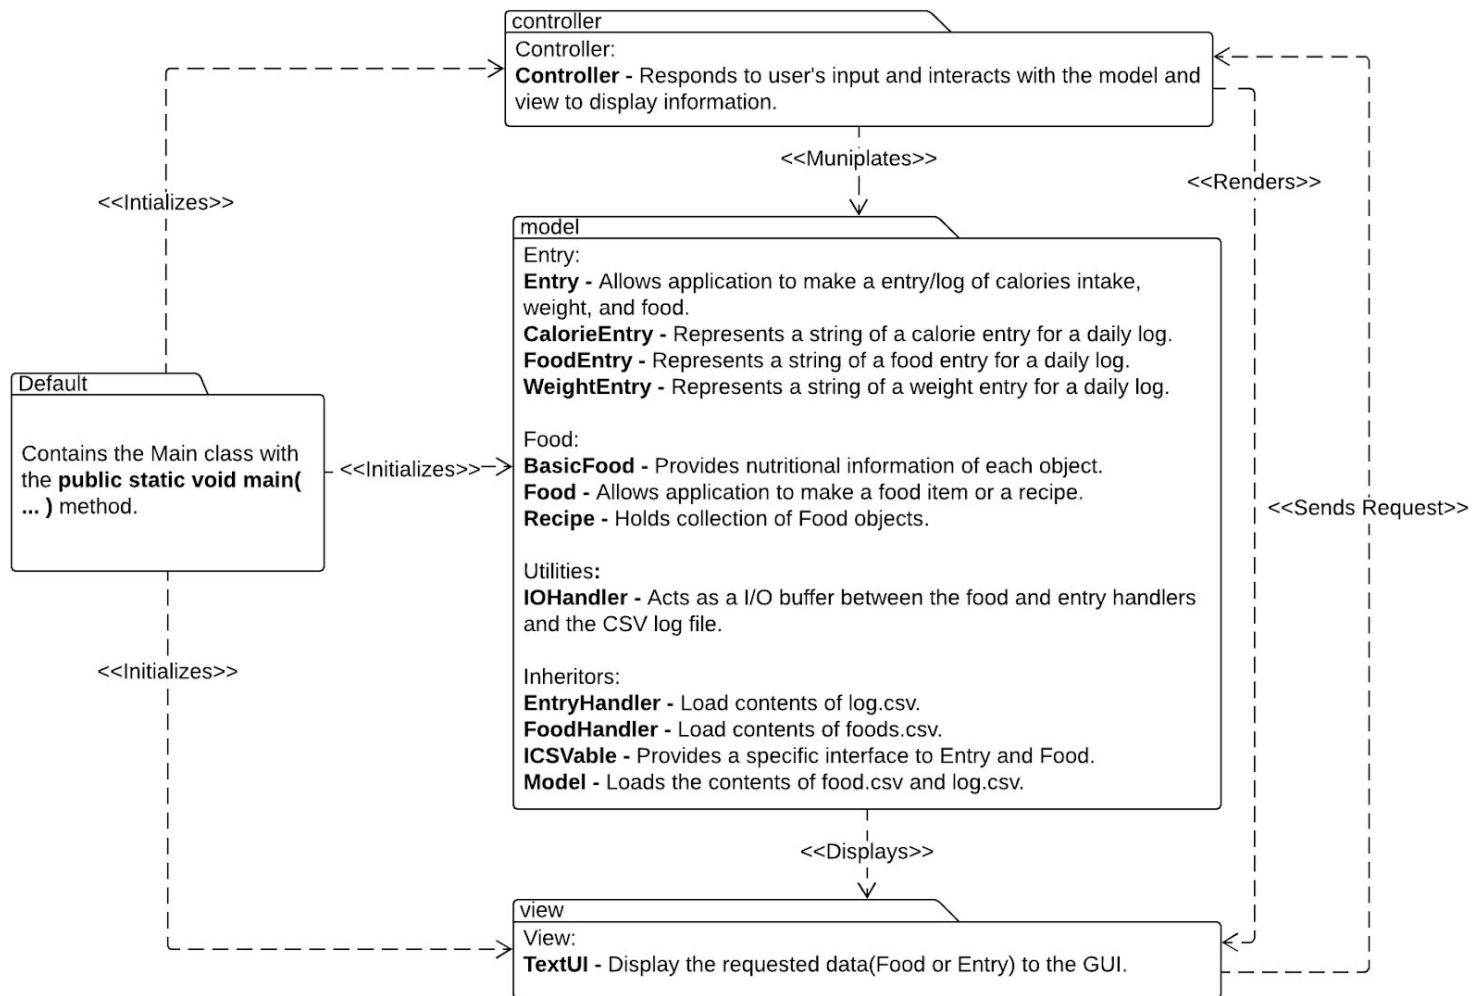 controller
Controller:
Controller - Responds to user's input and interacts with the model and
view to display information.
<<Muniplates>>
<<Renders>>
<<Intializes>>
model
Entry:
Entry - Allows application to make a entry/log of calories intake,
weight, and food.
CalorieEntry - Represents a string of a calorie entry for a daily log.
FoodEntry - Represents a string of a food entry for a daily log.
WeightEntry - Represents a string of a weight entry for a daily log.
Food:
BasicFood - Provides nutritional information of each object.
Food - Allows application to make a food item or a recipe.
Recipe - Holds collection of Food objects.
Utilities:
IOHandler - Acts as a I/O buffer between the food and entry handlers
and the CSV log file.
Inheritors:
EntryHandler - Load contents of log.csv.
FoodHandler - Load contents of foods.csv.
ICSVable - Provides a specific interface to Entry and Food.
Model - Loads the contents of food.csv and log.csv.
Default
Contains the Main class with
the public static void main(
... ) method.
<<Initializes>>
<<Sends Request>>
<<Initializes>>
<<Displays>>
view
View:
TextUI - Display the requested data(Food or Entry) to the GUI.